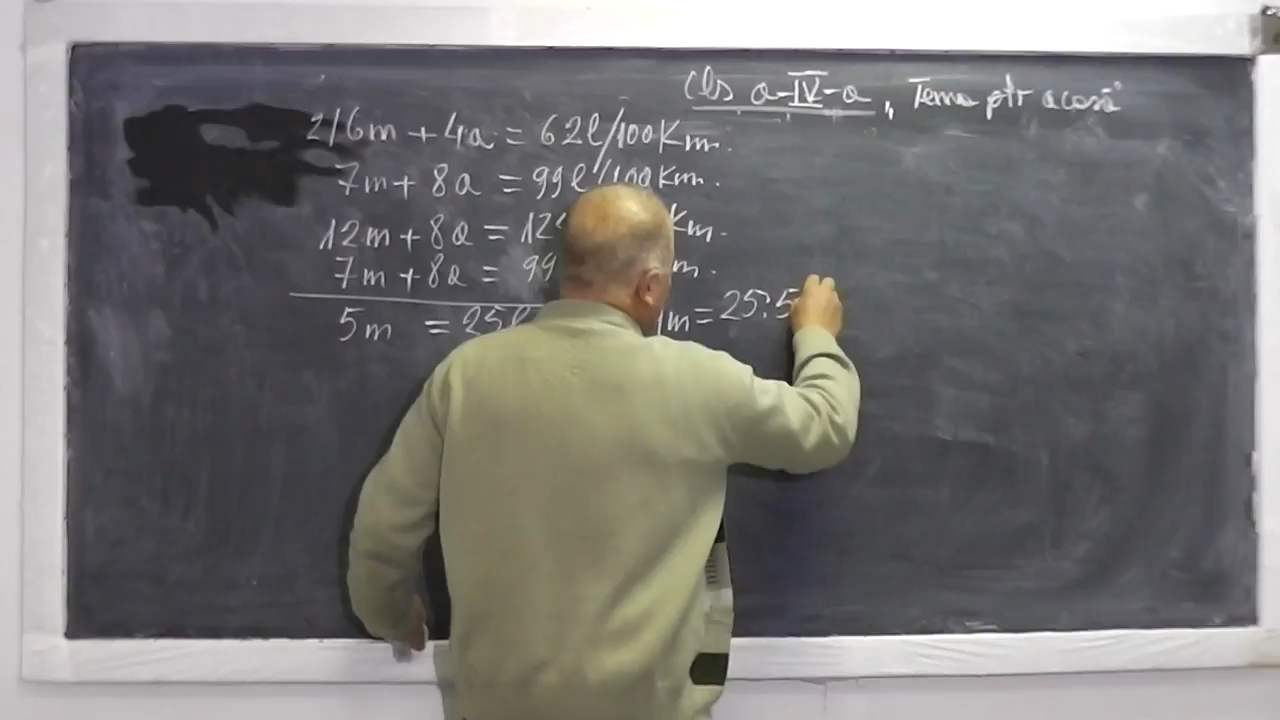 Cls a-IV-a, Tema ptr acasă
2/6m + 4a = 62l/100Km.
7m + 8a = 99l/100Km.
12m + 8a = 12 Km.
7m + 8a = 99 m.
5m = 25l 1m = 25:5